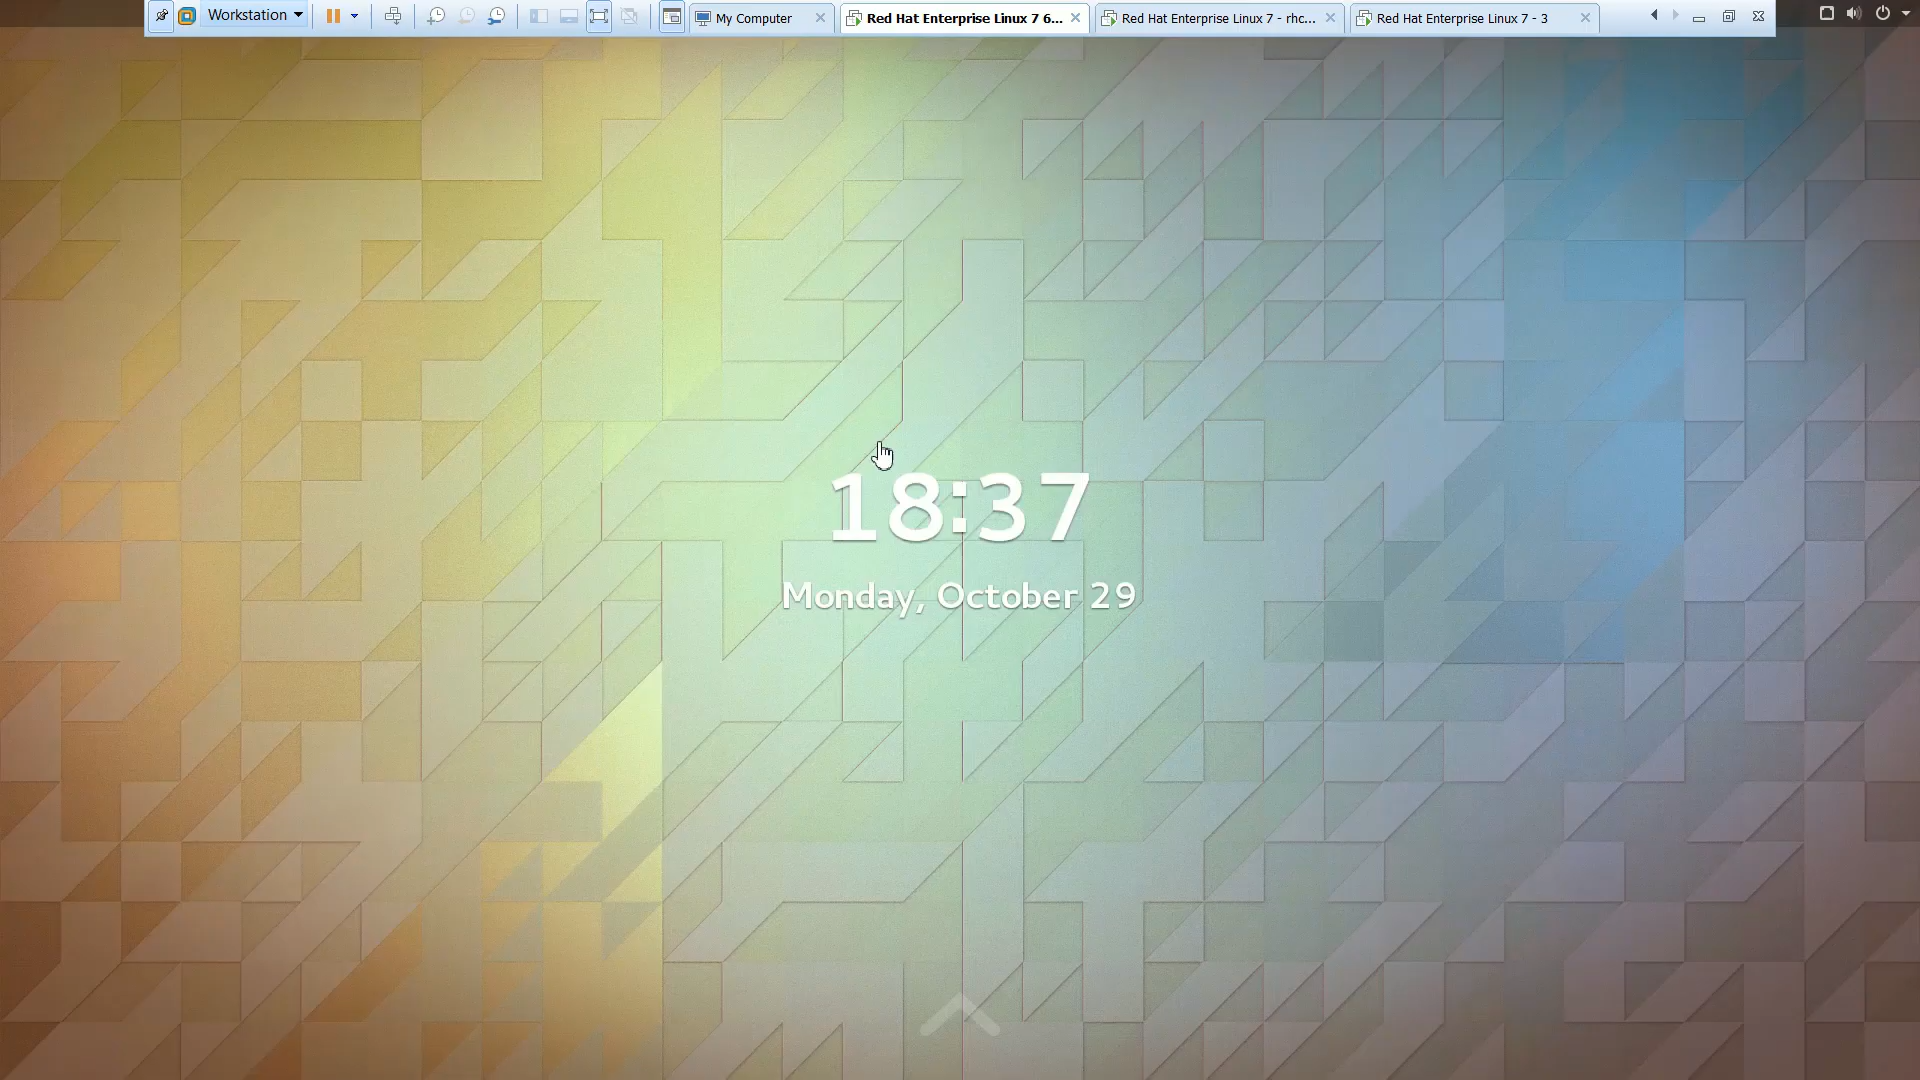 Workstation
My Computer
Red Hat Enterprise Linux 7 6...
Red Hat Enterprise Linux 7 - rhc...
Red Hat Enterprise Linux 7 - 3
18:37
Monday, October 29